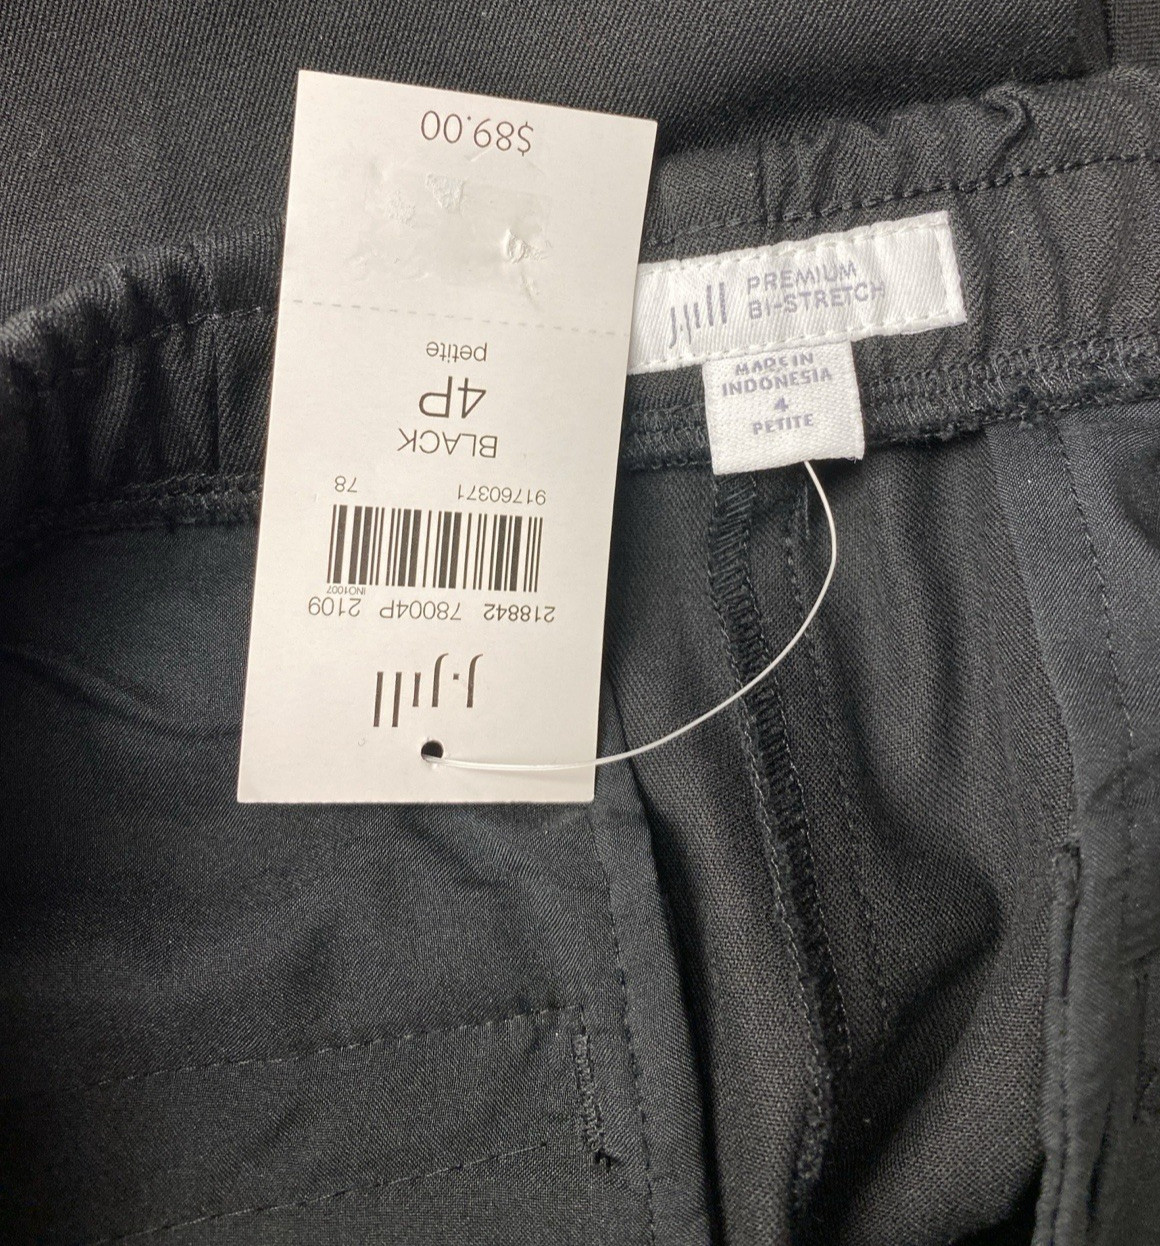 J.Jill
218842 78004P 2109
INO1007
91760371 78
BLACK
4P
petite
$89.00
J.Jill PREMIUM
BI-STRETCH
MADE IN
INDONESIA
4
PETITE